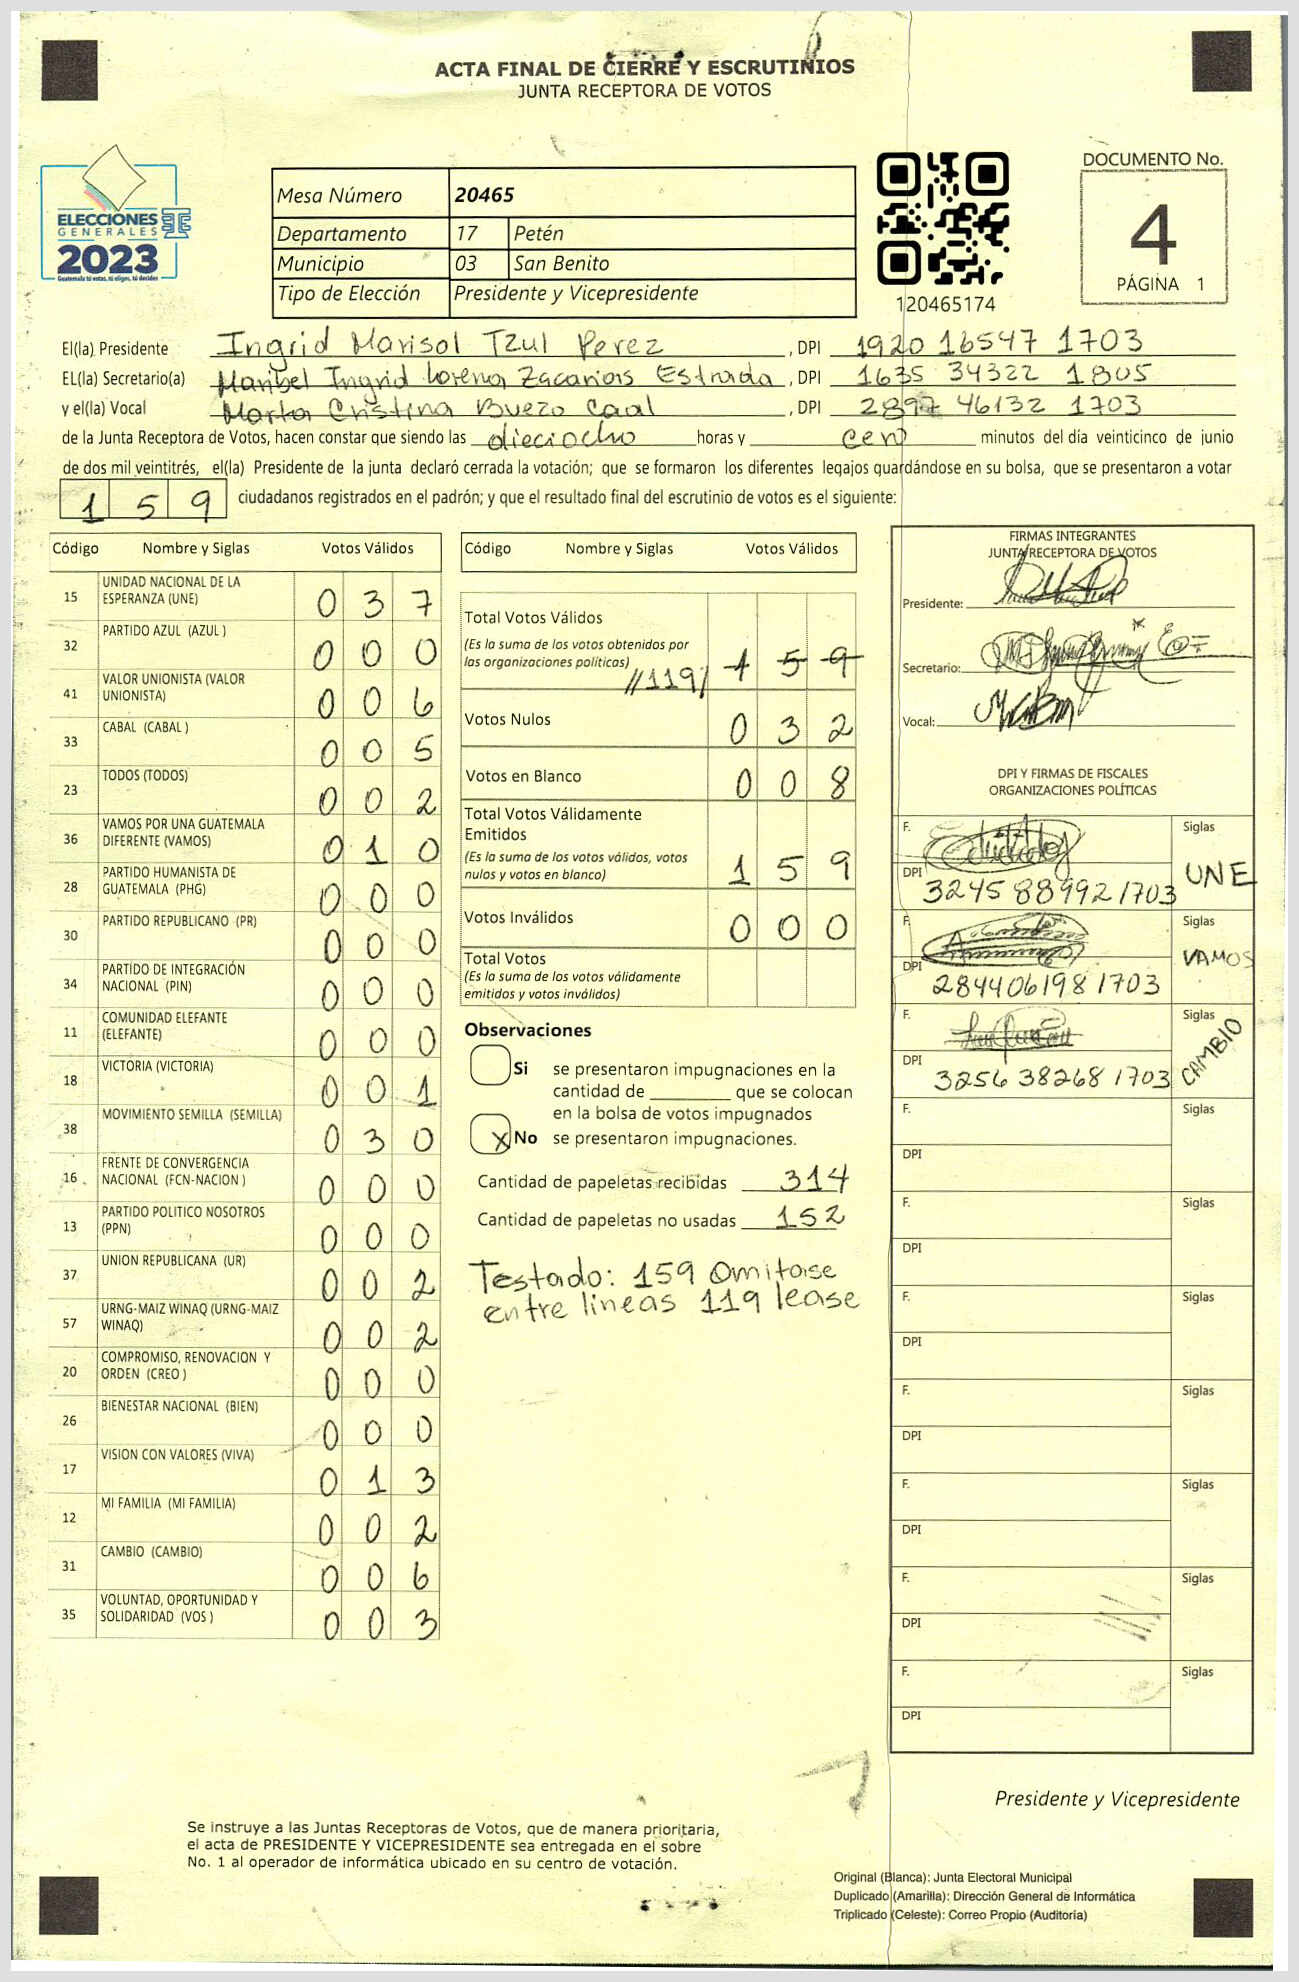 ACTA FINAL DE CIERRE Y ESCRUTINIOS
JUNTA RECEPTORA DE VOTOS
ELECCIONES
GENERALES
2023
Guatemala tú votas, tú eliges, tú decides
Mesa Número 20465
Departamento 17 Petén
Municipio 03 San Benito
Tipo de Elección Presidente y Vicepresidente
120465174
DOCUMENTO No.
4
PÁGINA 1
El(la) Presidente Ingrid Marisol Tzul Perez, DPI 1920 16547 1703
EL(la) Secretario(a) Maribel Ingrid Lorena Zacarias Estrada, DPI 1635 34322 1805
y el(la) Vocal Marta Cristina Buezo Caal, DPI 2897 46132 1703
de la Junta Receptora de Votos, hacen constar que siendo las dieciocho horas y cero minutos del día veinticinco de junio
de dos mil veintitrés, el(la) Presidente de la junta declaró cerrada la votación; que se formaron los diferentes legajos guardándose en su bolsa, que se presentaron a votar
159 ciudadanos registrados en el padrón; y que el resultado final del escrutinio de votos es el siguiente:
Código Nombre y Siglas Votos Válidos
15 UNIDAD NACIONAL DE LA ESPERANZA (UNE) 0 3 7
32 PARTIDO AZUL (AZUL ) 0 0 0
41 VALOR UNIONISTA (VALOR UNIONISTA) 0 0 6
33 CABAL (CABAL ) 0 0 5
23 TODOS (TODOS) 0 0 2
36 VAMOS POR UNA GUATEMALA DIFERENTE (VAMOS) 0 1 0
28 PARTIDO HUMANISTA DE GUATEMALA (PHG) 0 0 0
30 PARTIDO REPUBLICANO (PR) 0 0 0
34 PARTIDO DE INTEGRACIÓN NACIONAL (PIN) 0 0 0
11 COMUNIDAD ELEFANTE (ELEFANTE) 0 0 0
18 VICTORIA (VICTORIA) 0 0 1
38 MOVIMIENTO SEMILLA (SEMILLA) 0 3 0
16 FRENTE DE CONVERGENCIA NACIONAL (FCN-NACION ) 0 0 0
13 PARTIDO POLITICO NOSOTROS (PPN) 0 0 0
37 UNION REPUBLICANA (UR) 0 0 2
57 URNG-MAIZ WINAQ (URNG-MAIZ WINAQ) 0 0 2
20 COMPROMISO, RENOVACION Y ORDEN (CREO ) 0 0 0
26 BIENESTAR NACIONAL (BIEN) 0 0 0
17 VISION CON VALORES (VIVA) 0 1 3
12 MI FAMILIA (MI FAMILIA) 0 0 2
31 CAMBIO (CAMBIO) 0 0 6
35 VOLUNTAD, OPORTUNIDAD Y SOLIDARIDAD (VOS ) 0 0 3
Código Nombre y Siglas Votos Válidos
Total Votos Válidos
(Es la suma de los votos obtenidos por
las organizaciones políticas) //119/ 1 5 9
Votos Nulos 0 3 2
Votos en Blanco 0 0 8
Total Votos Válidamente
Emitidos
(Es la suma de los votos válidos, votos
nulos y votos en blanco) 1 5 9
Votos Inválidos 0 0 0
Total Votos
(Es la suma de los votos válidamente
emitidos y votos inválidos)
Observaciones
Si se presentaron impugnaciones en la
cantidad de ________ que se colocan
en la bolsa de votos impugnados
X No se presentaron impugnaciones.
Cantidad de papeletas recibidas 314
Cantidad de papeletas no usadas 152
Testado: 159 Omitase
entre lineas 119 lease
FIRMAS INTEGRANTES
JUNTA RECEPTORA DE VOTOS
Presidente:
Secretario:
Vocal:
DPI Y FIRMAS DE FISCALES
ORGANIZACIONES POLÍTICAS
F. Siglas
UNE
DPI 3245 88992 1703
F. Siglas
VAMOS
DPI 2844061981703
F. Siglas
CAMBIO
DPI 3256 38268 1703
F. Siglas
DPI
F. Siglas
DPI
F. Siglas
DPI
F. Siglas
DPI
F. Siglas
DPI
F. Siglas
DPI
F. Siglas
DPI
Presidente y Vicepresidente
Se instruye a las Juntas Receptoras de Votos, que de manera prioritaria,
el acta de PRESIDENTE Y VICEPRESIDENTE sea entregada en el sobre
No. 1 al operador de informática ubicado en su centro de votación.
Original (Blanca): Junta Electoral Municipal
Duplicado (Amarilla): Dirección General de Informática
Triplicado (Celeste): Correo Propio (Auditoría)